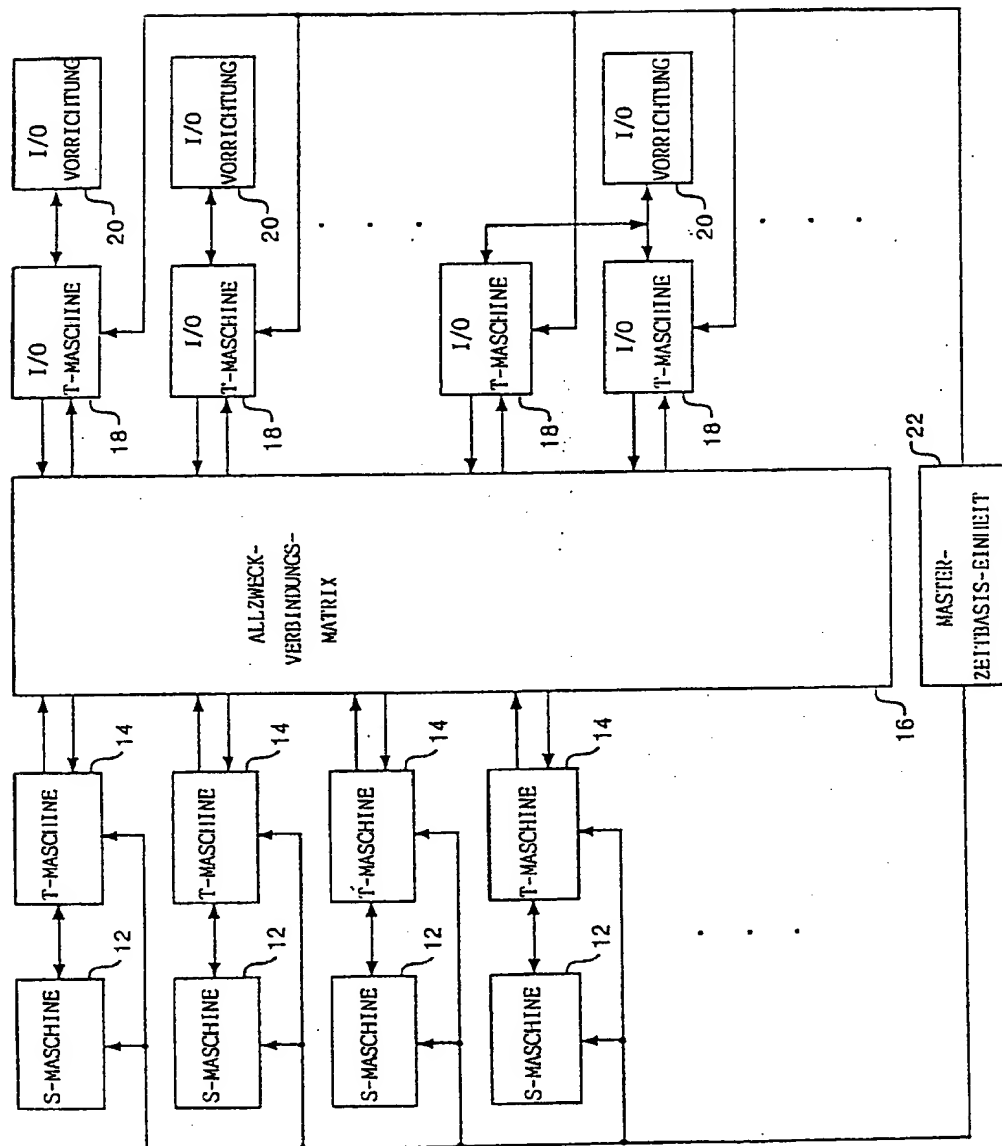 S-MASCHINE
12
T-MASCHINE
14
S-MASCHINE
12
T-MASCHINE
14
S-MASCHINE
12
T-MASCHINE
14
S-MASCHINE
12
T-MASCHINE
14
ALLZWECK-
VERBINDUNGS-
MATRIX
16
I/O
T-MASCHINE
18
I/O
VORRICHTUNG
20
I/O
T-MASCHINE
18
I/O
VORRICHTUNG
20
I/O
T-MASCHINE
18
I/O
T-MASCHINE
18
I/O
VORRICHTUNG
20
MASTER-
ZEITBASIS-EINHEIT
22